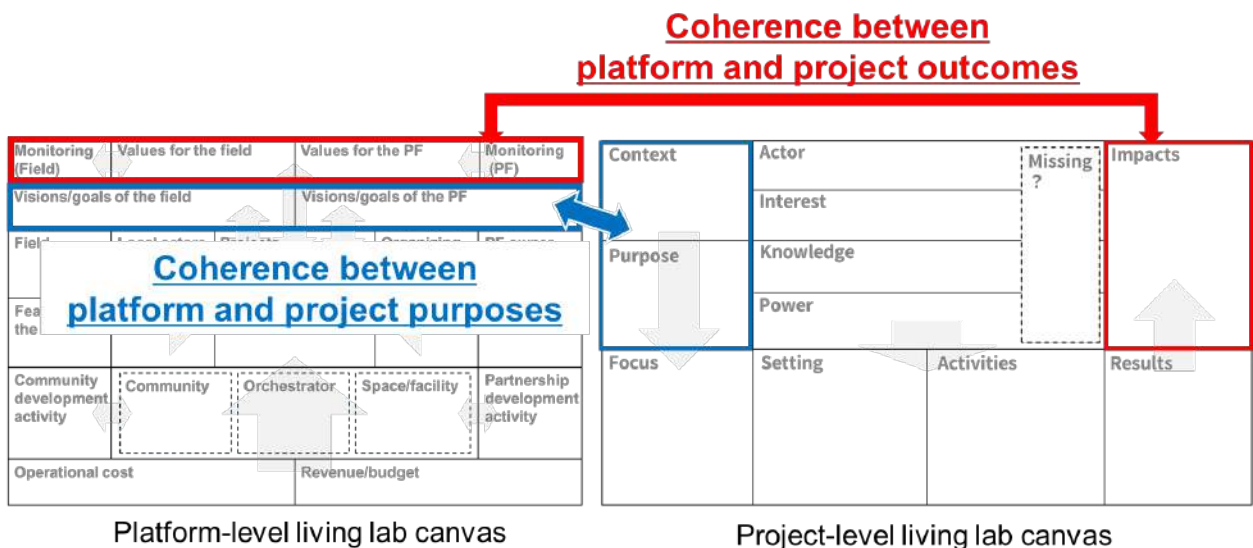 Coherence between
platform and project outcomes
Monitoring
(Field)
Values for the field
Values for the PF
Monitoring
(PF)
Visions/goals of the field
Visions/goals of the PF
Field
Coherence between
platform and project purposes
Community
development
activity
Community
Orchestrator
Space/facility
Partnership
development
activity
Operational cost
Revenue/budget
Platform-level living lab canvas
Context
Actor
Missing
?
Impacts
Interest
Purpose
Knowledge
Power
Focus
Setting
Activities
Results
Project-level living lab canvas